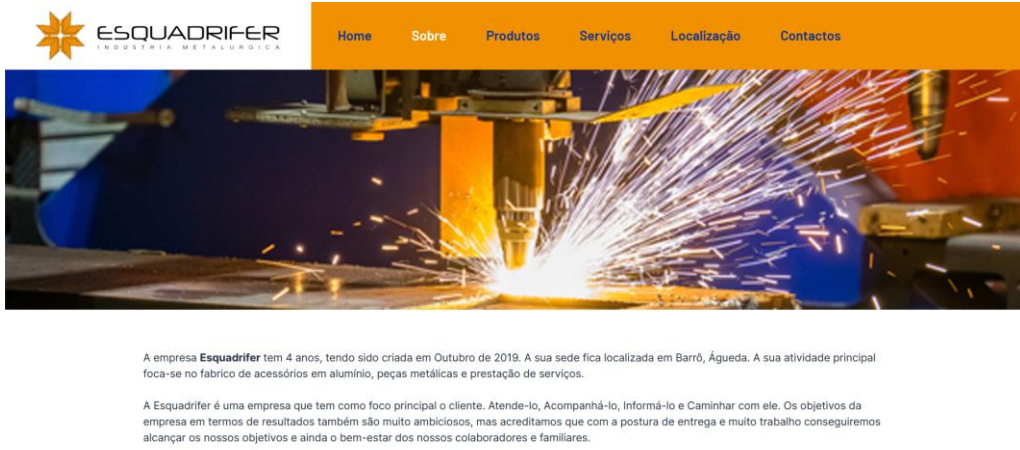 ESQUADRIFER
INDÚSTRIA METALURGICA
Home Sobre Produtos Serviços Localização Contactos
A empresa Esquadrifer tem 4 anos, tendo sido criada em Outubro de 2019. A sua sede fica localizada em Barrô, Águeda. A sua atividade principal
foca-se no fabrico de acessórios em alumínio, peças metálicas e prestação de serviços.
A Esquadrifer é uma empresa que tem como foco principal o cliente. Atende-lo, Acompanhá-lo, Informá-lo e Caminhar com ele. Os objetivos da
empresa em termos de resultados também são muito ambiciosos, mas acreditamos que com a postura de entrega e muito trabalho conseguiremos
alcançar os nossos objetivos e ainda o bem-estar dos nossos colaboradores e familiares.